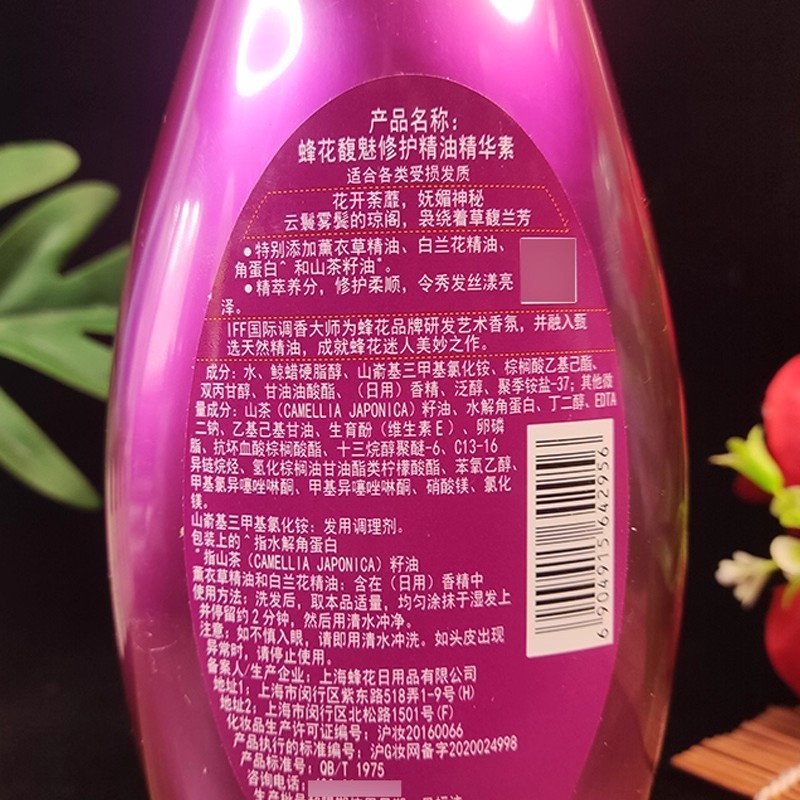 产品名称：
蜂花馥魅修护精油精华素
适合各类受损发质
花开荼蘼，妩媚神秘
云鬓雾鬓的琼阁，袅绕着草馥兰芳
●特别添加薰衣草精油、白兰花精油、
角蛋白^ 和山茶籽油*。
●精萃养分，修护柔顺，令秀发丝漾亮
泽。
IFF国际调香大师为蜂花品牌研发艺术香氛，并融入甄
选天然精油，成就蜂花迷人美妙之作。
成分：水、鲸蜡硬脂醇、山嵛基三甲基氯化铵、棕榈酸乙基己酯、
双丙甘醇、甘油油酸酯、（日用）香精、泛醇、聚季铵盐-37；其他微
量成分：山茶（CAMELLIA JAPONICA）籽油、水解角蛋白、丁二醇、EDTA
二钠、乙基己基甘油、生育酚（维生素E）、卵磷
脂、抗坏血酸棕榈酸酯、十三烷醇聚醚-6、C13-16
异链烷烃、氢化棕榈油甘油酯类柠檬酸酯、苯氧乙醇、
甲基氯异噻唑啉酮、甲基异噻唑啉酮、硝酸镁、氯化
镁。
山嵛基三甲基氯化铵：发用调理剂。
包装上的^指水解角蛋白
*指山茶（CAMELLIA JAPONICA）籽油
薰衣草精油和白兰花精油：含在（日用）香精中
使用方法：洗发后，取本品适量，均匀涂抹于湿发上
并停留约2分钟，然后用清水冲净。
注意：如不慎入眼，请即用清水冲洗。如头皮出现
异常时，请停止使用。
备案人/生产企业：上海蜂花日用品有限公司
地址1：上海市闵行区紫东路518弄1-9号(H)
地址2：上海市闵行区北松路1501号(F)
化妆品生产许可证编号：沪妆20160066
产品执行的标准编号：沪G妆网备字2020024998
产品标准号：QB/T 1975
咨询电话：
6904915642956